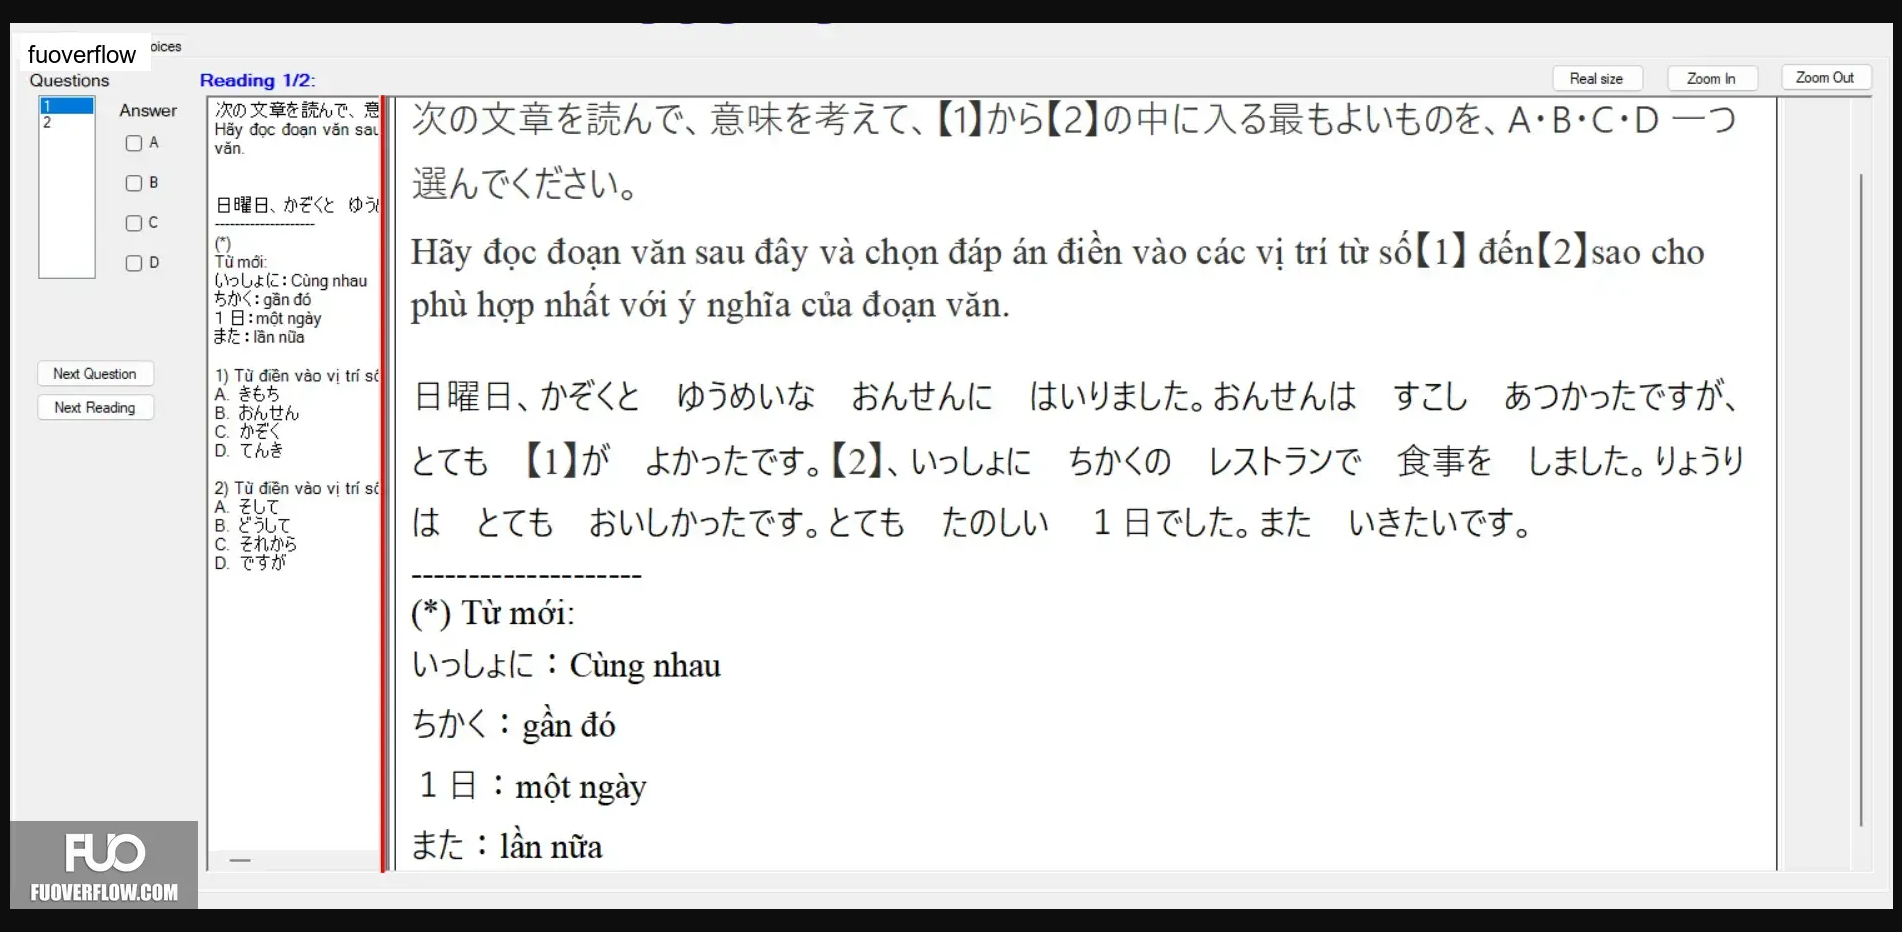 fuoverflow
oices
Questions
Reading 1/2:
Real size
Zoom In
Zoom Out
1
2
Answer
A
B
C
D
Next Question
Next Reading
次の文章を読んで、意
Hãy đọc đoạn văn sau
văn.
日曜日、かぞくと　ゆう
--------------------
(*)
Từ mới:
いっしょに：Cùng nhau
ちかく：gần đó
１日：một ngày
また：lần nữa
1) Từ điền vào vị trí số
A. きもち
B. おんせん
C. かぞく
D. てんき
2) Từ điền vào vị trí số
A. そして
B. どうして
C. それから
D. ですが
次の文章を読んで、意味を考えて、【1】から【2】の中に入る最もよいものを、A・B・C・D 一つ
選んでください。
Hãy đọc đoạn văn sau đây và chọn đáp án điền vào các vị trí từ số【1】 đến【2】sao cho
phù hợp nhất với ý nghĩa của đoạn văn.
日曜日、かぞくと　ゆうめいな　おんせんに　はいりました。おんせんは　すこし　あつかったですが、
とても　【1】が　よかったです。【2】、いっしょに　ちかくの　レストランで　食事を　しました。りょうり
は　とても　おいしかったです。とても　たのしい　１日でした。また　いきたいです。
--------------------
(*) Từ mới:
いっしょに：Cùng nhau
ちかく：gần đó
１日：một ngày
また：lần nữa
FUO
FUOVERFLOW.COM